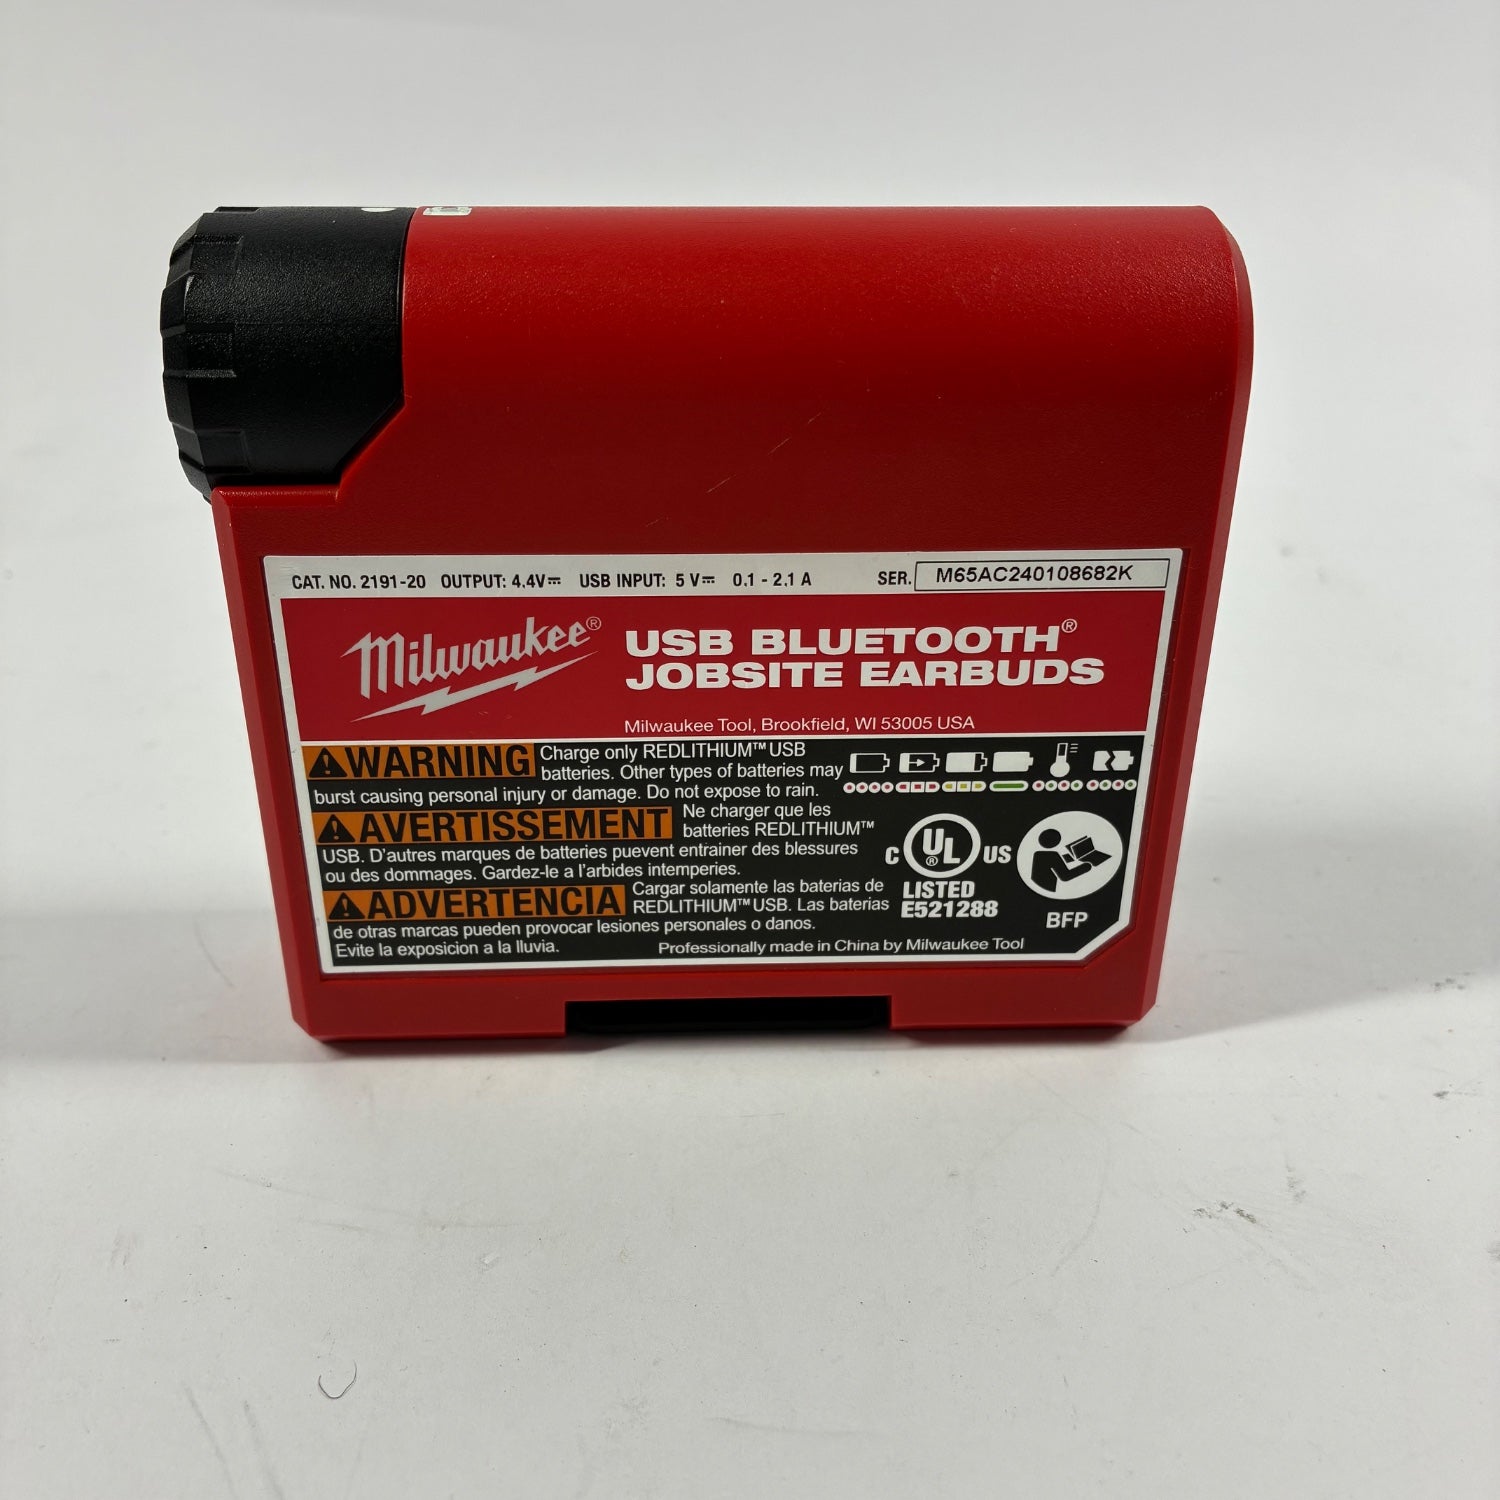 CAT. NO. 2191-20 OUTPUT: 4.4V⎓ USB INPUT: 5 V⎓ 0.1 - 2.1 A SER. M65AC240108682K
Milwaukee® USB BLUETOOTH®
JOBSITE EARBUDS
Milwaukee Tool, Brookfield, WI 53005 USA
⚠WARNING Charge only REDLITHIUM™ USB
batteries. Other types of batteries may
burst causing personal injury or damage. Do not expose to rain.
⚠AVERTISSEMENT Ne charger que les
batteries REDLITHIUM™
USB. D'autres marques de batteries puevent entrainer des blessures
ou des dommages. Gardez-le a l'arbides intemperies.
⚠ADVERTENCIA Cargar solamente las baterias de
REDLITHIUM™ USB. Las baterias
de otras marcas pueden provocar lesiones personales o danos.
Evite la exposicion a la lluvia.
Professionally made in China by Milwaukee Tool
C UL® US
LISTED
E521288
BFP